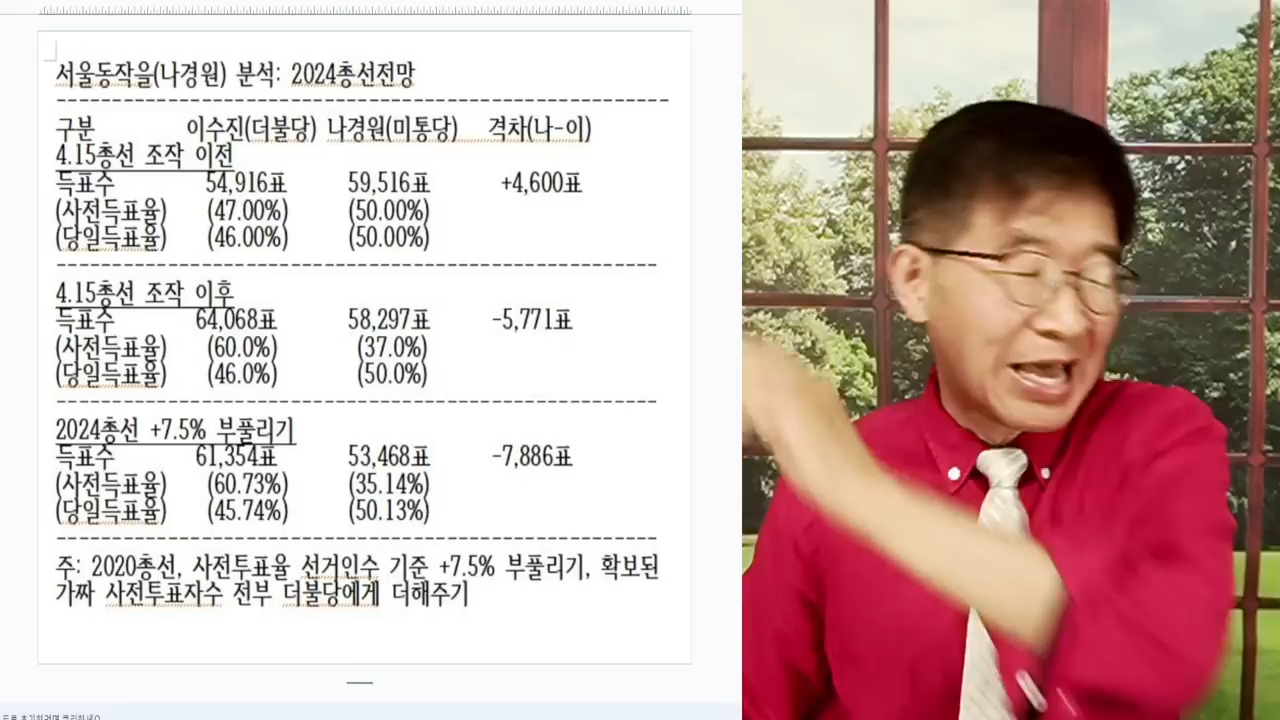 서울동작을(나경원) 분석: 2024총선전망
구분 이수진(더불당) 나경원(미통당) 격차(나-이)
4.15총선 조작 이전
득표수 54,916표 59,516표 +4,600표
(사전득표율) (47.00%) (50.00%)
(당일득표율) (46.00%) (50.00%)
4.15총선 조작 이후
득표수 64,068표 58,297표 -5,771표
(사전득표율) (60.0%) (37.0%)
(당일득표율) (46.0%) (50.0%)
2024총선 +7.5% 부풀리기
득표수 61,354표 53,468표 -7,886표
(사전득표율) (60.73%) (35.14%)
(당일득표율) (45.74%) (50.13%)
주: 2020총선, 사전투표율 선거인수 기준 +7.5% 부풀리기, 확보된
가짜 사전투표자수 전부 더불당에게 더해주기